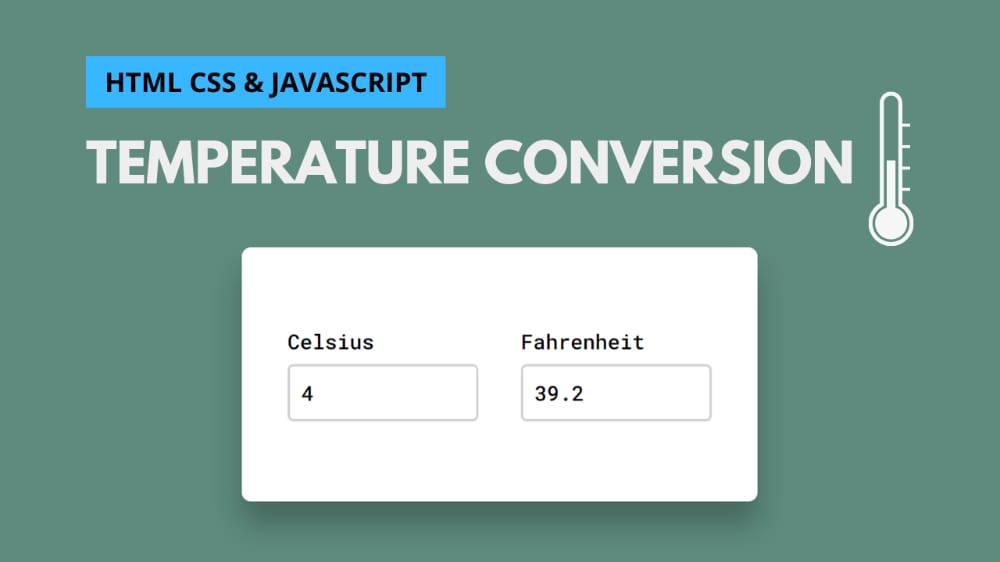 HTML CSS & JAVASCRIPT
TEMPERATURE CONVERSION
Celsius Fahrenheit
4 39.2